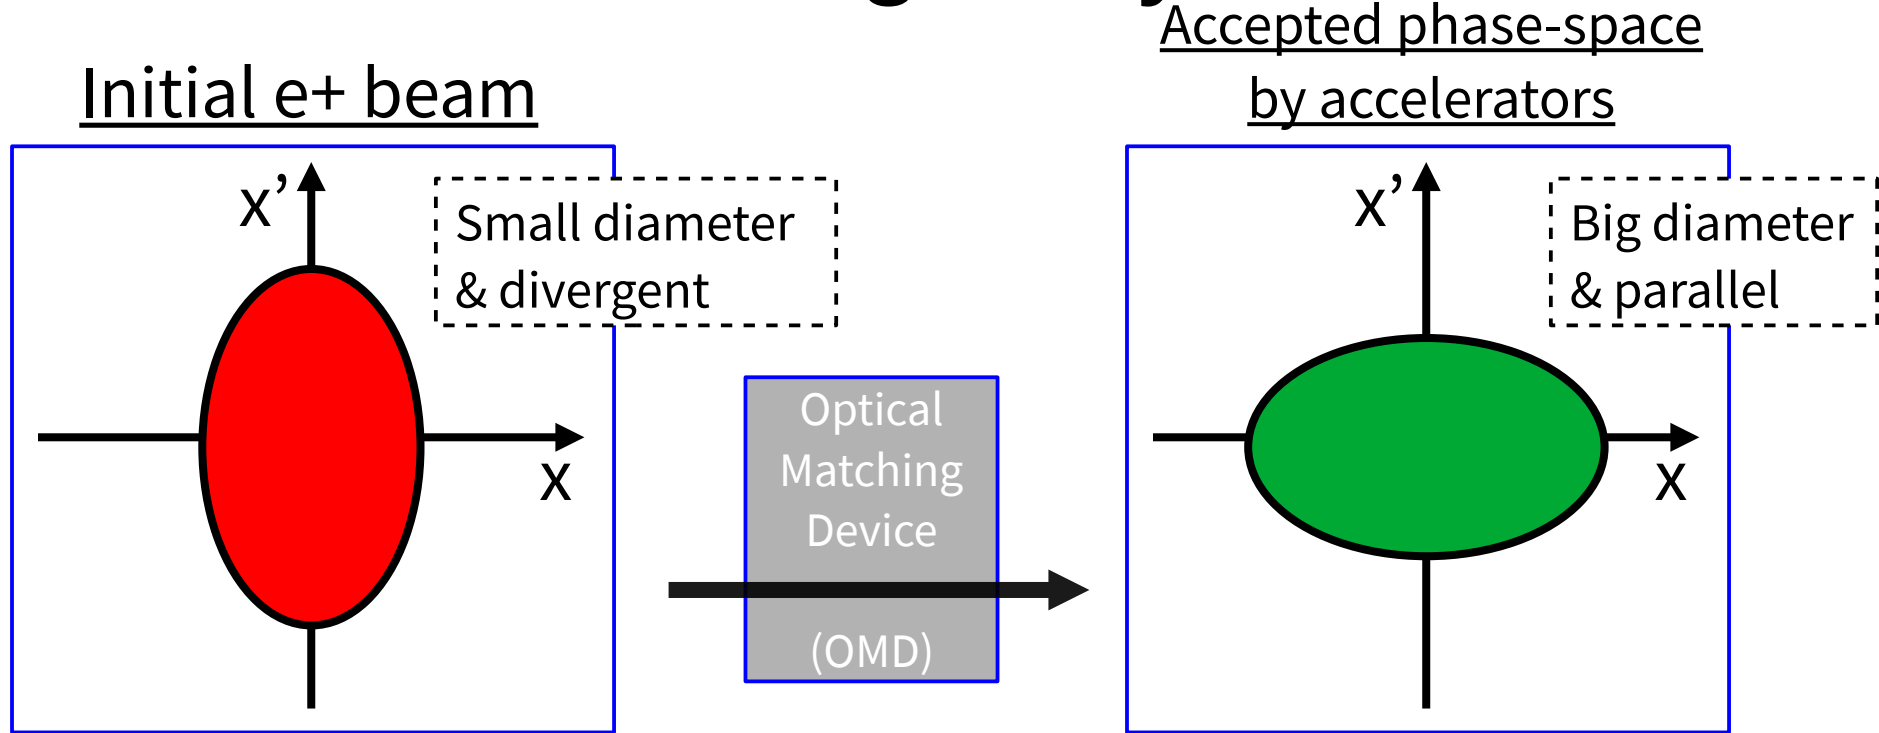 Initial e+ beam
x’
Small diameter
& divergent
x
Optical
Matching
Device
(OMD)
Accepted phase-space
by accelerators
x’
Big diameter
& parallel
x